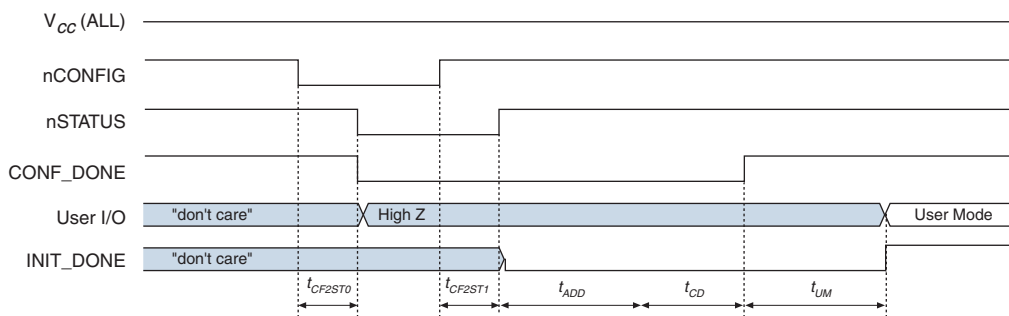 VCC (ALL)
nCONFIG
nSTATUS
CONF_DONE
User I/O "don't care" High Z User Mode
INIT_DONE "don't care"
tCF2ST0 tCF2ST1 tADD tCD tUM